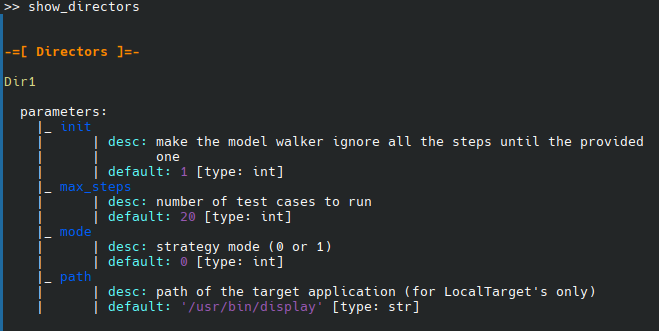 >> show_directors
-=[ Directors ]=-
Dir1
parameters:
|_ init
| | desc: make the model walker ignore all the steps until the provided
| | one
| | default: 1 [type: int]
|_ max_steps
| | desc: number of test cases to run
| | default: 20 [type: int]
|_ mode
| | desc: strategy mode (0 or 1)
| | default: 0 [type: int]
|_ path
| | desc: path of the target application (for LocalTarget's only)
| | default: '/usr/bin/display' [type: str]